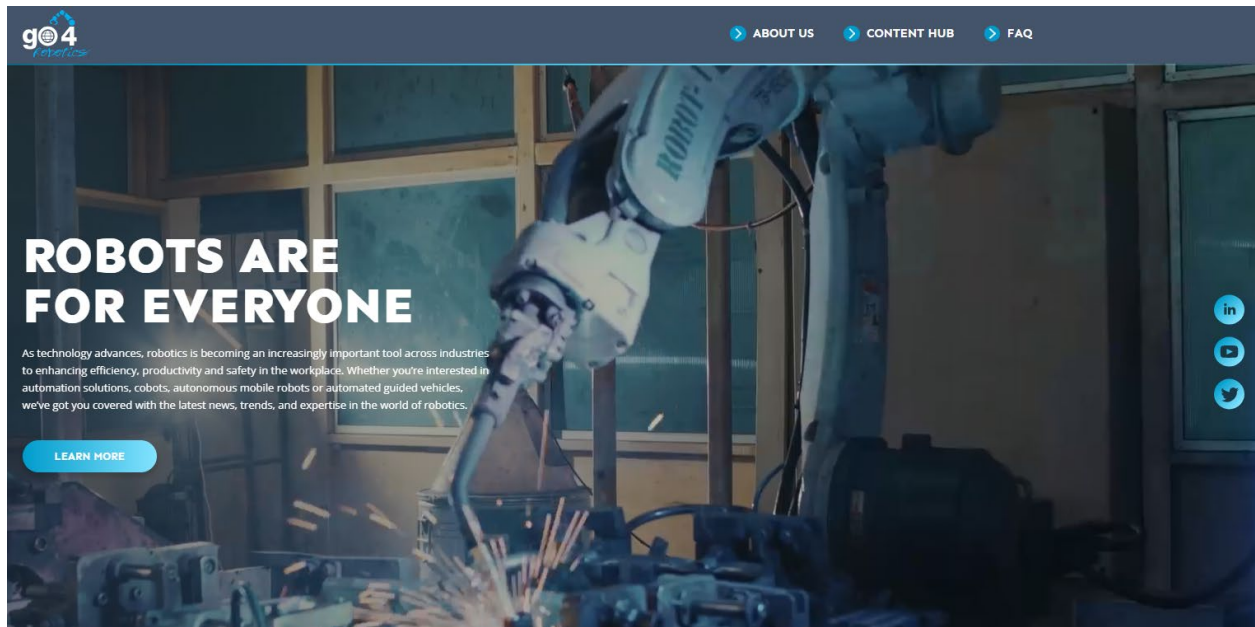 go4
Robotics
ABOUT US
CONTENT HUB
FAQ
ROBOT-
ROBOTS ARE
FOR EVERYONE
As technology advances, robotics is becoming an increasingly important tool across industries
to enhancing efficiency, productivity and safety in the workplace. Whether you're interested in
automation solutions, cobots, autonomous mobile robots or automated guided vehicles,
we've got you covered with the latest news, trends, and expertise in the world of robotics.
LEARN MORE
in